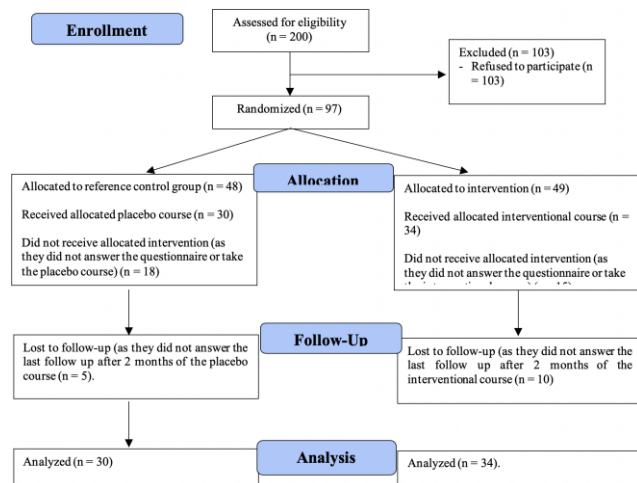 Enrollment
Assessed for eligibility
(n = 200)
Excluded (n = 103)
- Refused to participate (n
= 103)
Randomized (n = 97)
Allocation
Allocated to reference control group (n = 48)
Received allocated placebo course (n = 30)
Did not receive allocated intervention (as
they did not answer the questionnaire or take
the placebo course) (n = 18)
Allocated to intervention (n = 49)
Received allocated interventional course (n =
34)
Did not receive allocated intervention (as
they did not answer the questionnaire or take
Follow-Up
Lost to follow-up (as they did not answer the
last follow up after 2 months of the placebo
course (n = 5).
Lost to follow-up (as they did not answer the
last follow up after 2 months of the
interventional course (n = 10)
Analysis
Analyzed (n = 30)
Analyzed (n = 34).